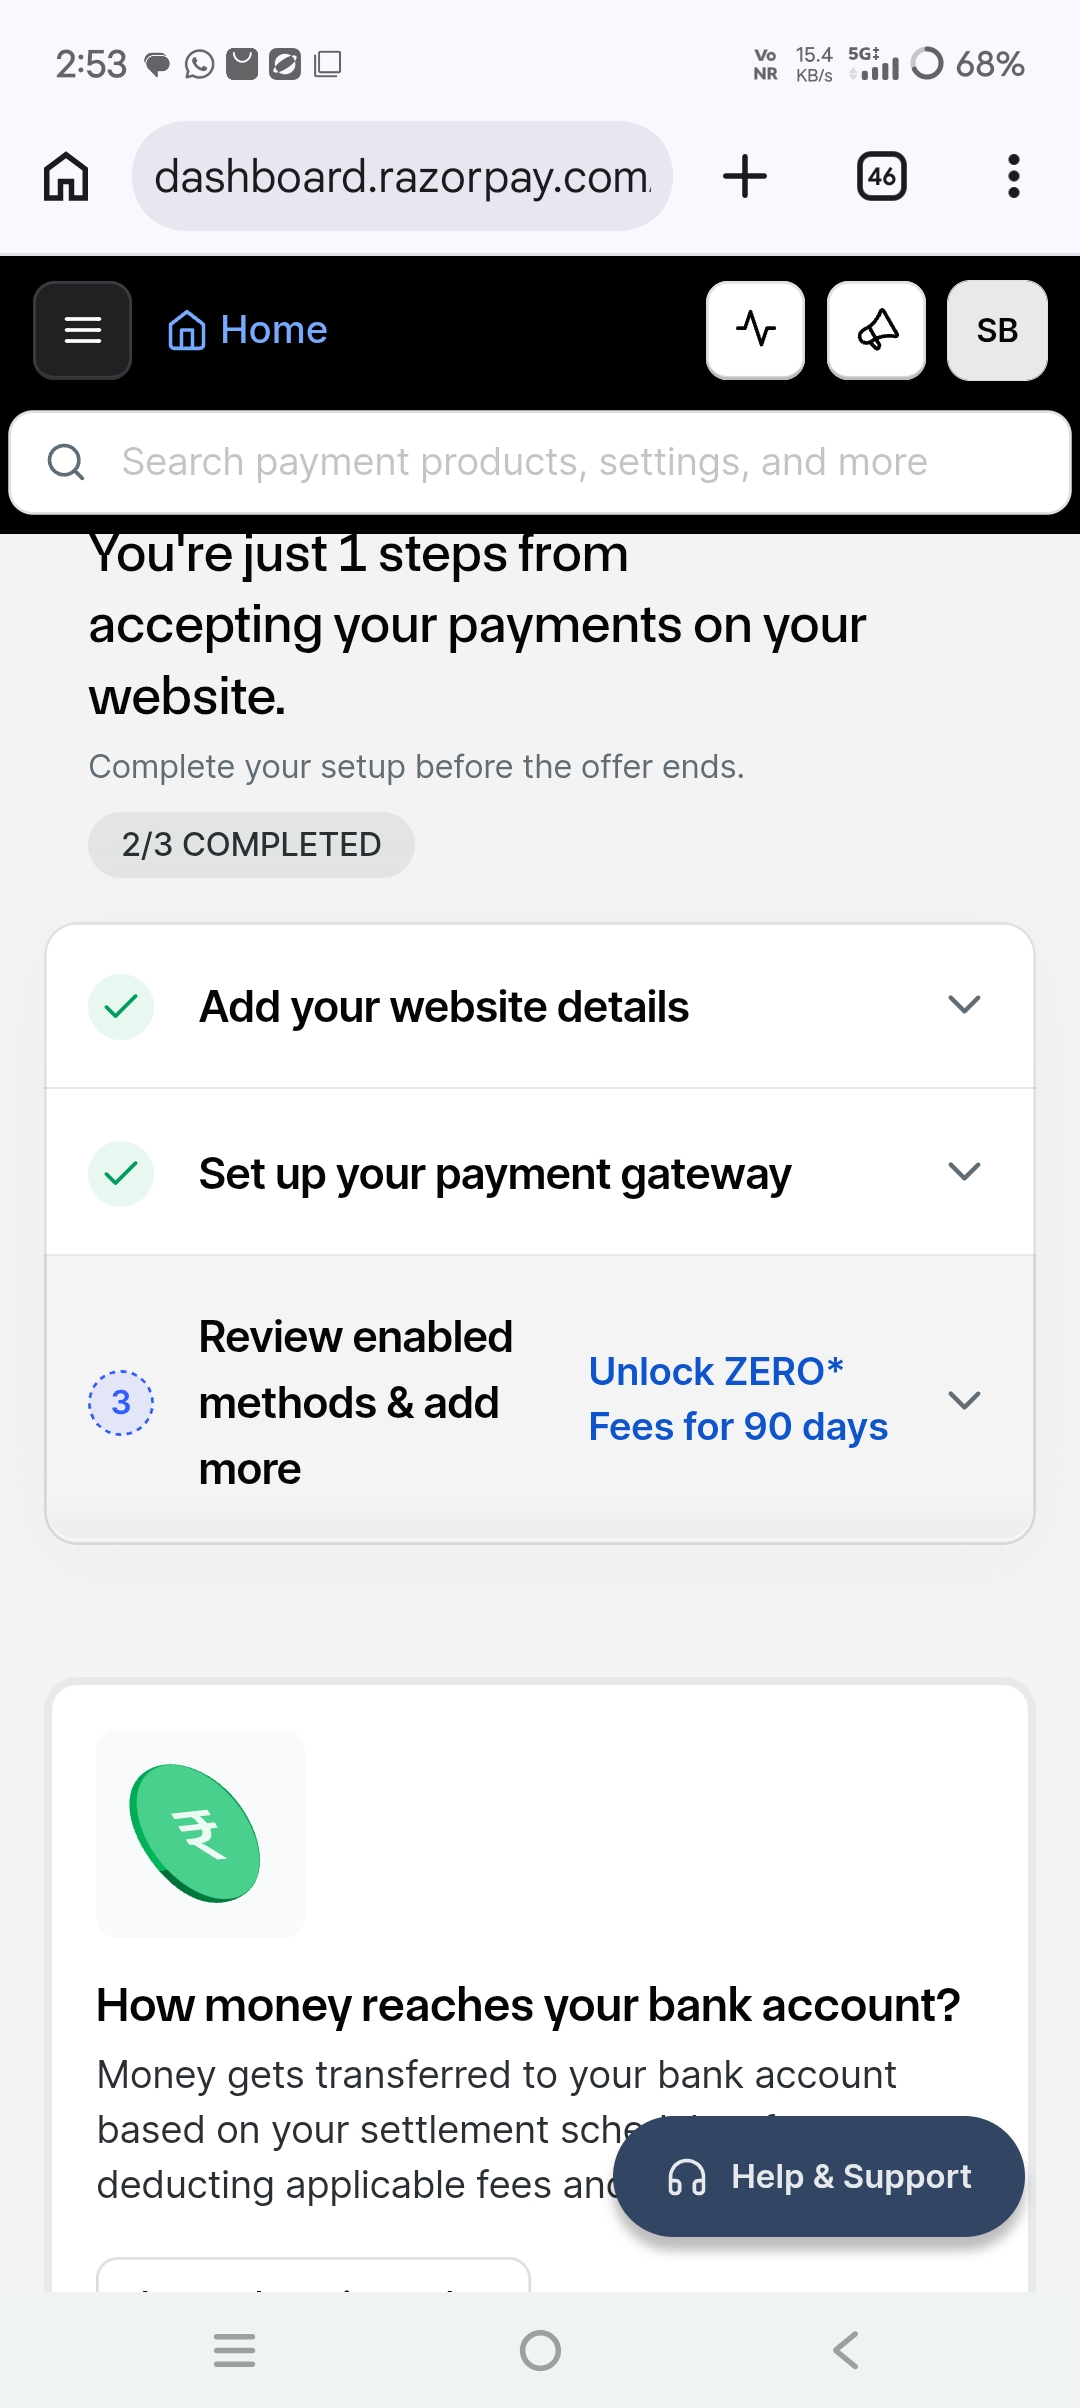 2:53
Vo
NR
15.4
KB/s
5G
68%
dashboard.razorpay.com
46
Home
SB
Search payment products, settings, and more
You're just 1 steps from
accepting your payments on your
website.
Complete your setup before the offer ends.
2/3 COMPLETED
Add your website details
Set up your payment gateway
3
Review enabled
methods & add
more
Unlock ZERO*
Fees for 90 days
₹
How money reaches your bank account?
Money gets transferred to your bank account
based on your settlement
deducting applicable fees
Help & Support